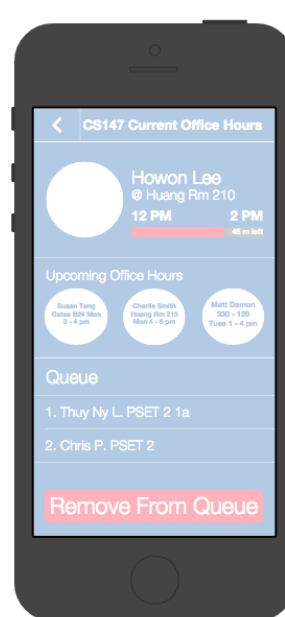 CS147 Current Office Hours
Howon Lee
@ Huang Rm 210
12 PM 2 PM
45 m left
Upcoming Office Hours
Susan Tang
Gates B24 Mon
3 - 4 pm
Charlie Smith
Huang Rm 210
Mon 4 - 6 pm
Matt Damon
330 - 120
Tues 1 - 4 pm
Queue
1. Thuy Ny L. PSET 2 1a
2. Chris P. PSET 2
Remove From Queue